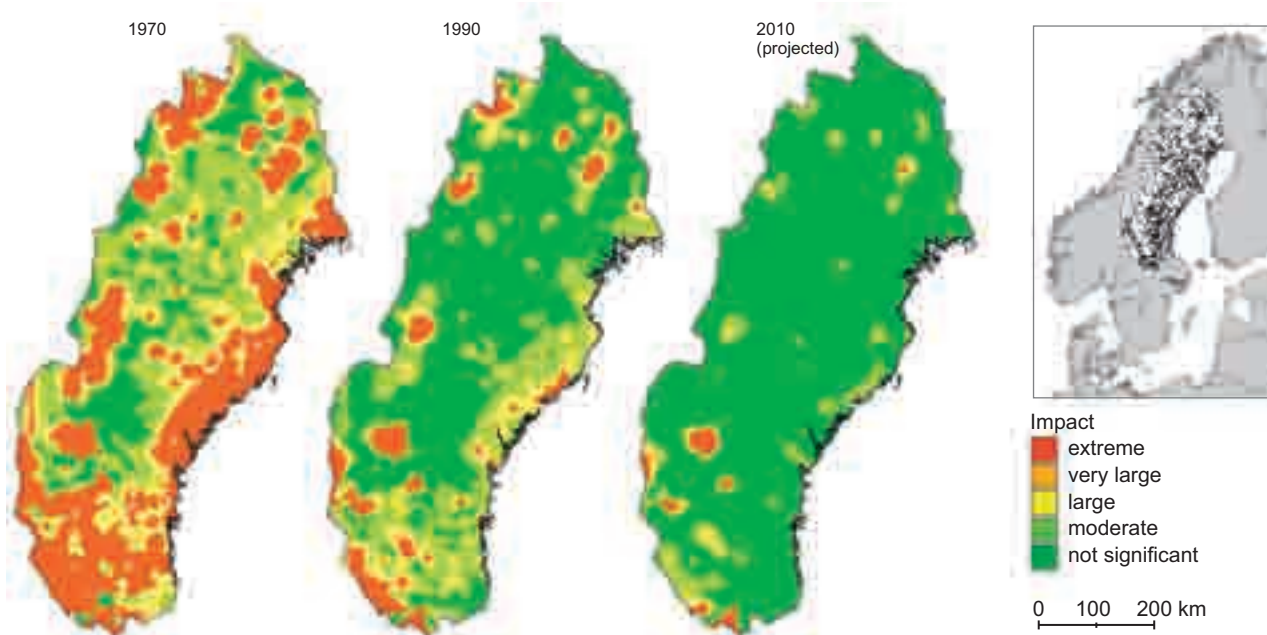 1970
1990
2010
(projected)
Impact
extreme
very large
large
moderate
not significant
0 100 200 km